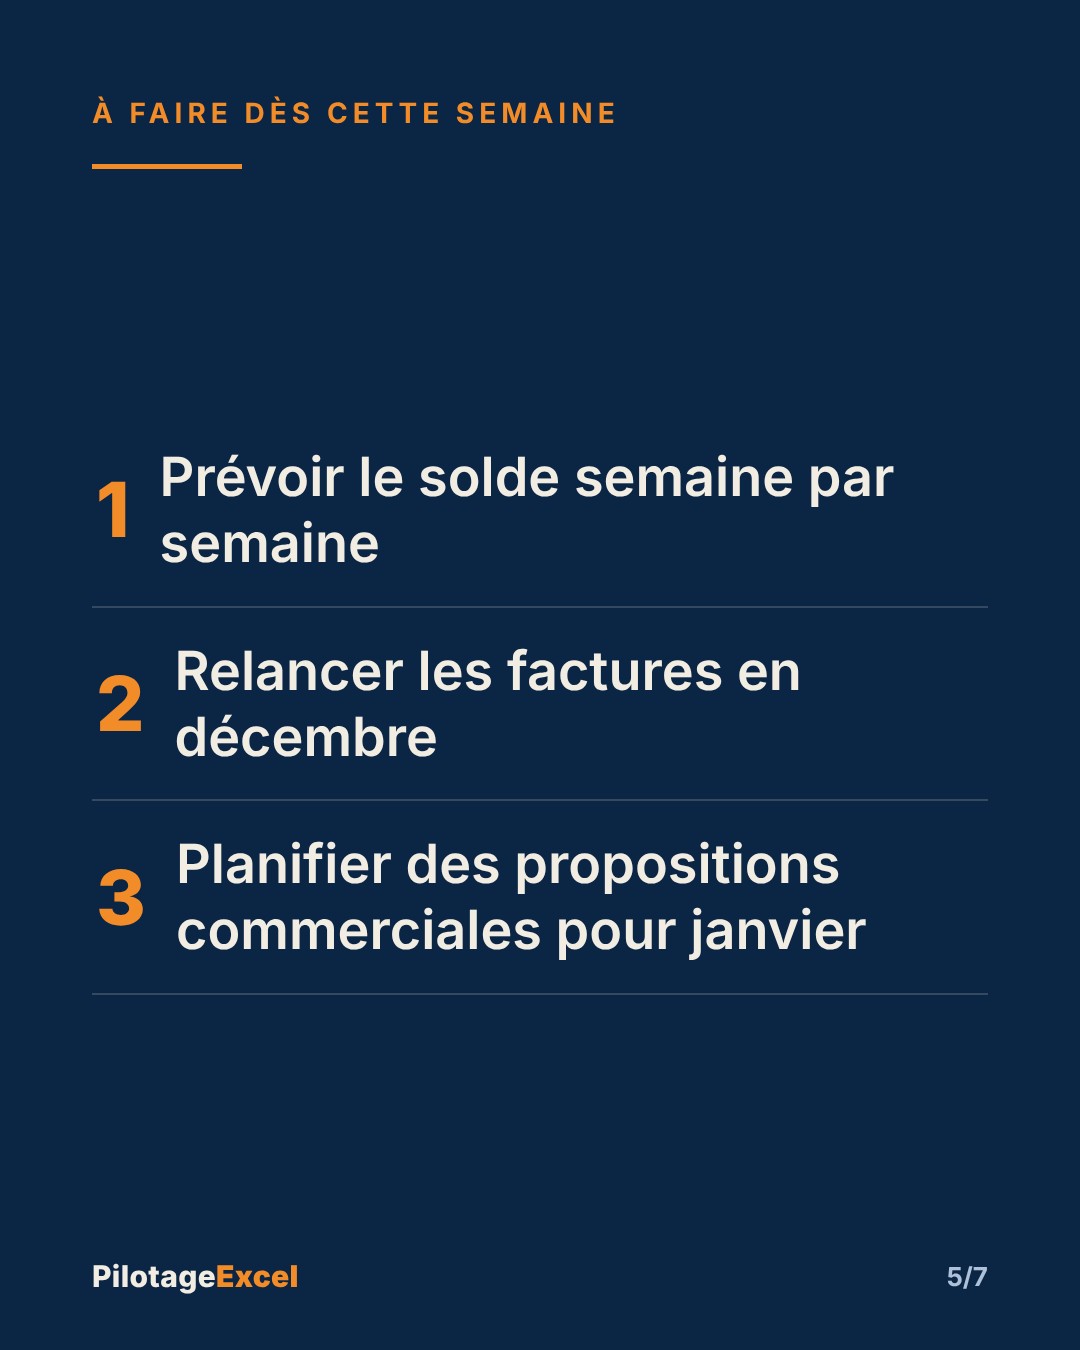 À FAIRE DÈS CETTE SEMAINE
1 Prévoir le solde semaine par
semaine
2 Relancer les factures en
décembre
3 Planifier des propositions
commerciales pour janvier
PilotageExcel
5/7